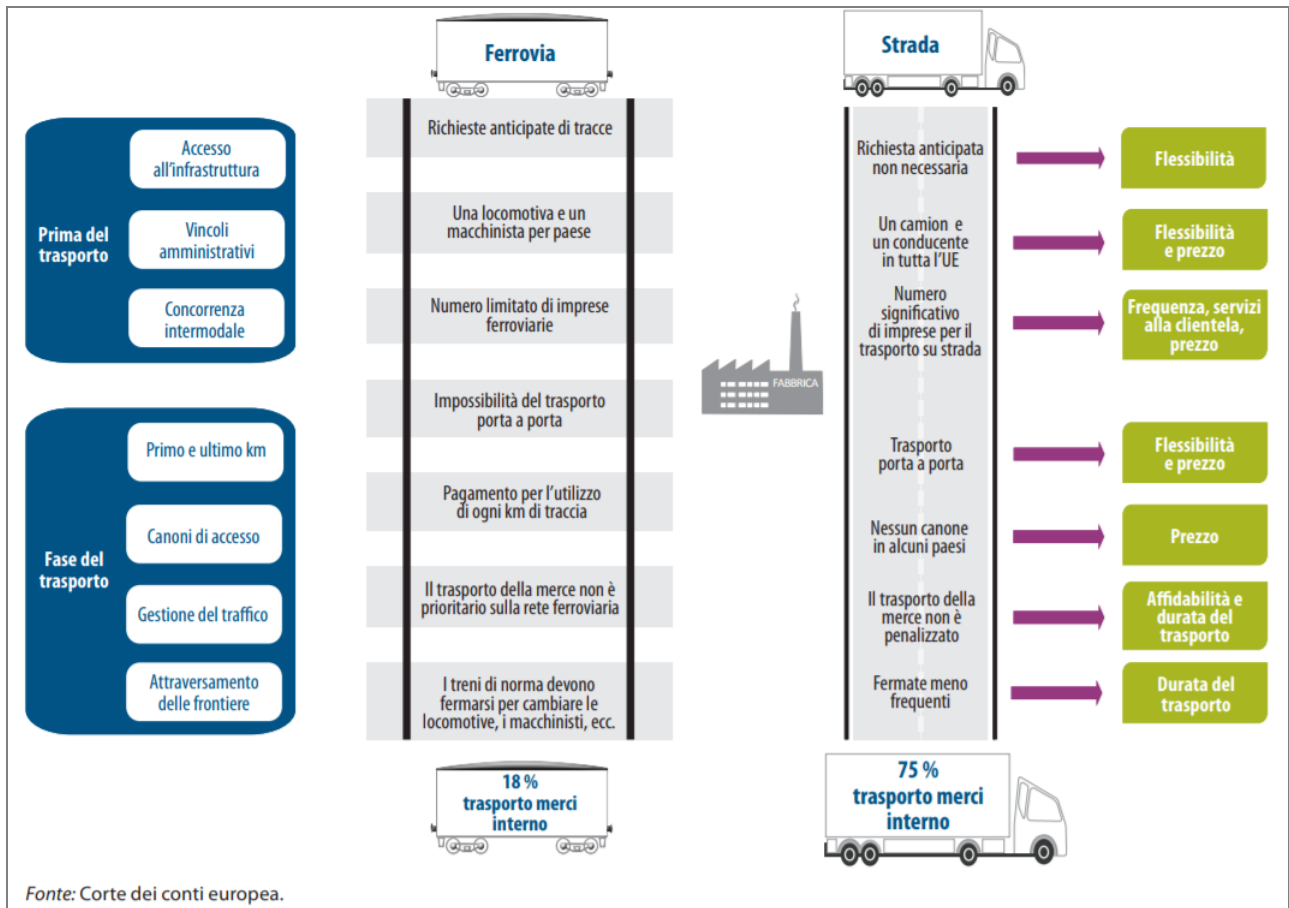 Ferrovia
Strada
Prima del
trasporto
Accesso
all'infrastruttura
Richieste anticipate di tracce
Richiesta anticipata
non necessaria
Flessibilità
Vincoli
amministrativi
Una locomotiva e un
macchinista per paese
Un camion e
un conducente
in tutta l'UE
Flessibilità
e prezzo
Concorrenza
intermodale
Numero limitato di imprese
ferroviarie
Numero
significativo
di imprese per il
trasporto su strada
Frequenza, servizi
alla clientela,
prezzo
FABBRICA
Fase del
trasporto
Primo e ultimo km
Impossibilità del trasporto
porta a porta
Trasporto
porta a porta
Flessibilità
e prezzo
Canoni di accesso
Pagamento per l'utilizzo
di ogni km di traccia
Nessun canone
in alcuni paesi
Prezzo
Gestione del traffico
Il trasporto della merce non è
prioritario sulla rete ferroviaria
Il trasporto della
merce non è
penalizzato
Affidabilità e
durata del
trasporto
Attraversamento
delle frontiere
I treni di norma devono
fermarsi per cambiare le
locomotive, i macchinisti, ecc.
Fermate meno
frequenti
Durata del
trasporto
18 %
trasporto merci
interno
75 %
trasporto merci
interno
Fonte: Corte dei conti europea.